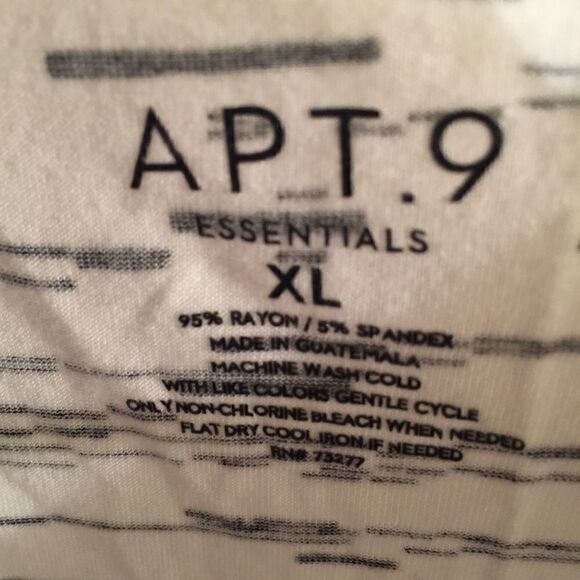 APT.9
ESSENTIALS
XL
95% RAYON / 5% SPANDEX
MADE IN GUATEMALA
MACHINE WASH COLD
WITH LIKE COLORS GENTLE CYCLE
ONLY NON-CHLORINE BLEACH WHEN NEEDED
FLAT DRY COOL IRON IF NEEDED
RN# 73277